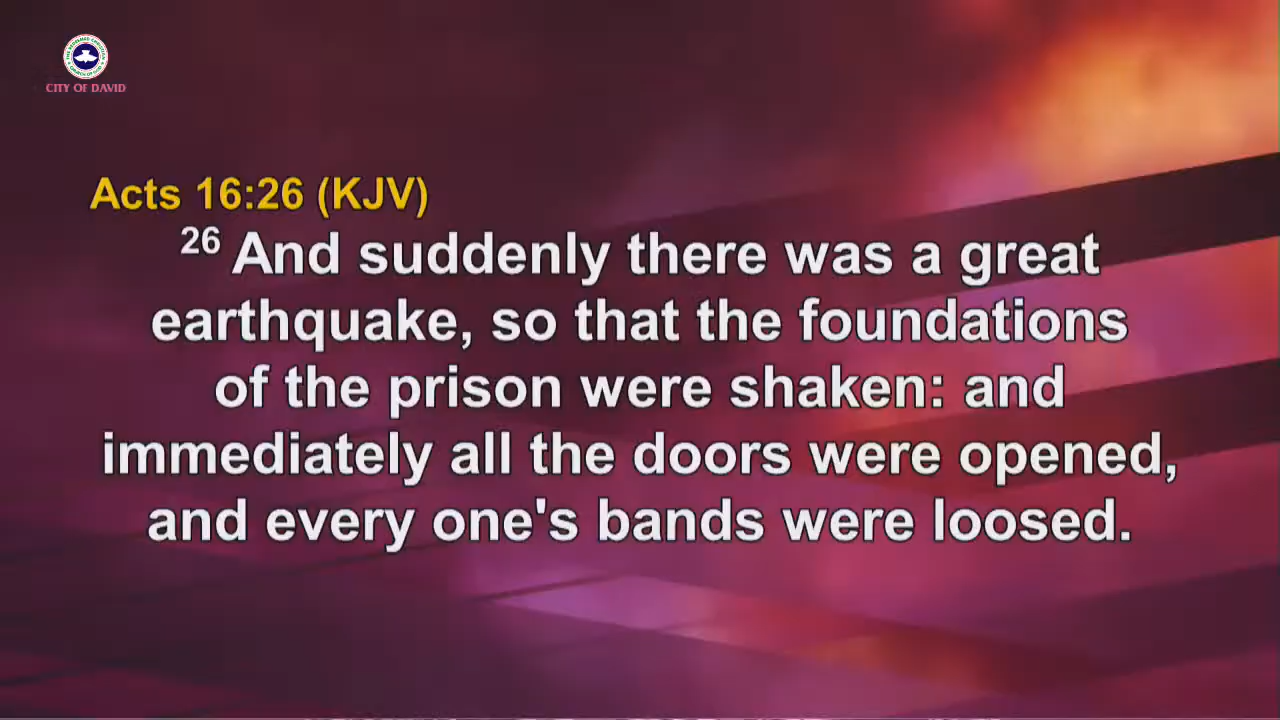 CITY OF DAVID
Acts 16:26 (KJV)
26 And suddenly there was a great
earthquake, so that the foundations
of the prison were shaken: and
immediately all the doors were opened,
and every one's bands were loosed.